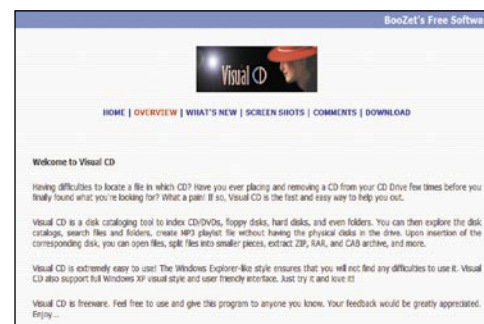 BooZet's Free Softwa
Visual CD
HOME | OVERVIEW | WHAT'S NEW | SCREEN SHOTS | COMMENTS | DOWNLOAD
Welcome to Visual CD
Having difficulties to locate a file in which CD? Have you ever placing and removing a CD from your CD Drive few times before you
finally found what you're looking for? What a pain! If so, Visual CD is the fast and easy way to help you out.
Visual CD is a disk cataloging tool to index CD/DVDs, floppy disks, hard disks, and even folders. You can then explore the disk
catalogs, search files and folders, create MP3 playlist file without having the physical disks in the drive. Upon insertion of the
corresponding disk, you can open files, split files into smaller pieces, extract ZIP, RAR, and CAB archive, and more.
Visual CD is extremely easy to use! The Windows Explorer-like style ensures that you will not find any difficulties to use it. Visual
CD also support full Windows XP visual style and user friendly interface. Just try it and love it!
Visual CD is freeware. Feel free to use and give this program to anyone you know. Your feedback would be greatly appreciated.
Enjoy...